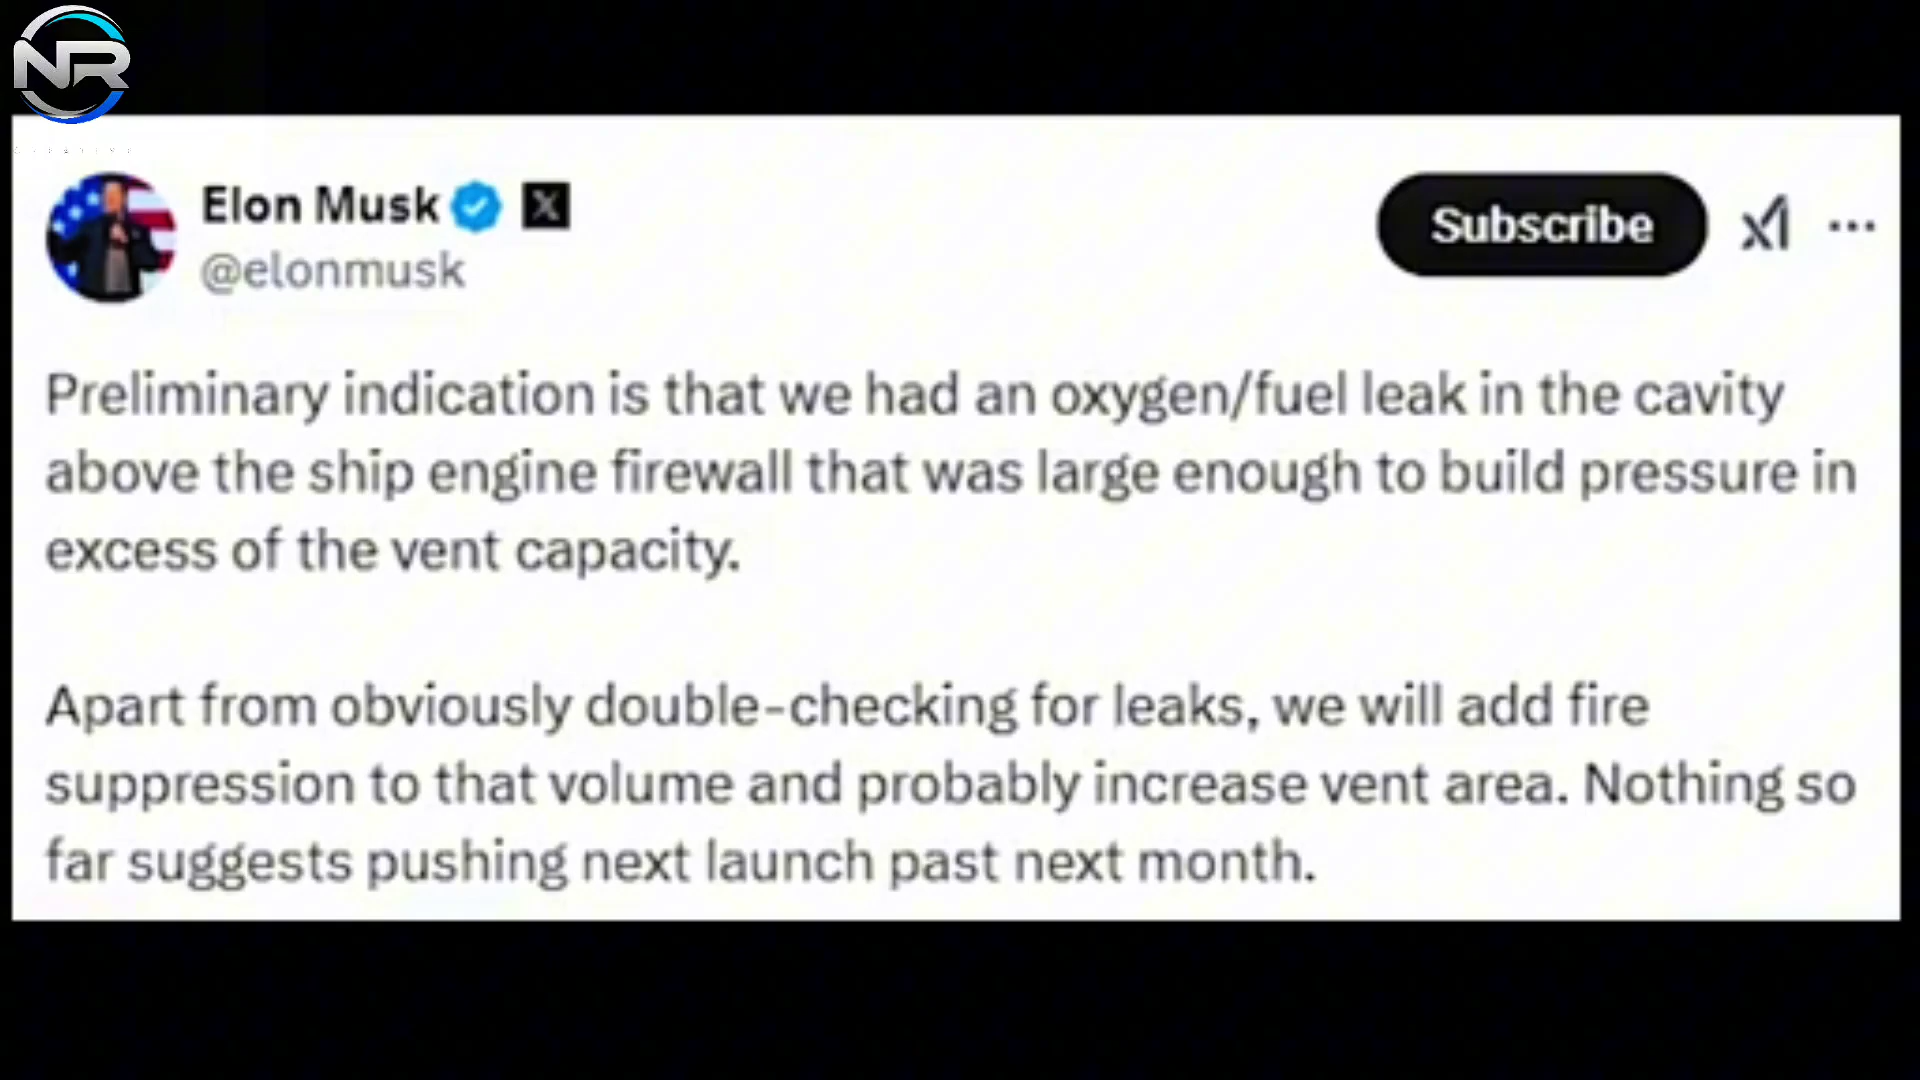 NR
Elon Musk
@elonmusk
Subscribe
Preliminary indication is that we had an oxygen/fuel leak in the cavity
above the ship engine firewall that was large enough to build pressure in
excess of the vent capacity.
Apart from obviously double-checking for leaks, we will add fire
suppression to that volume and probably increase vent area. Nothing so
far suggests pushing next launch past next month.